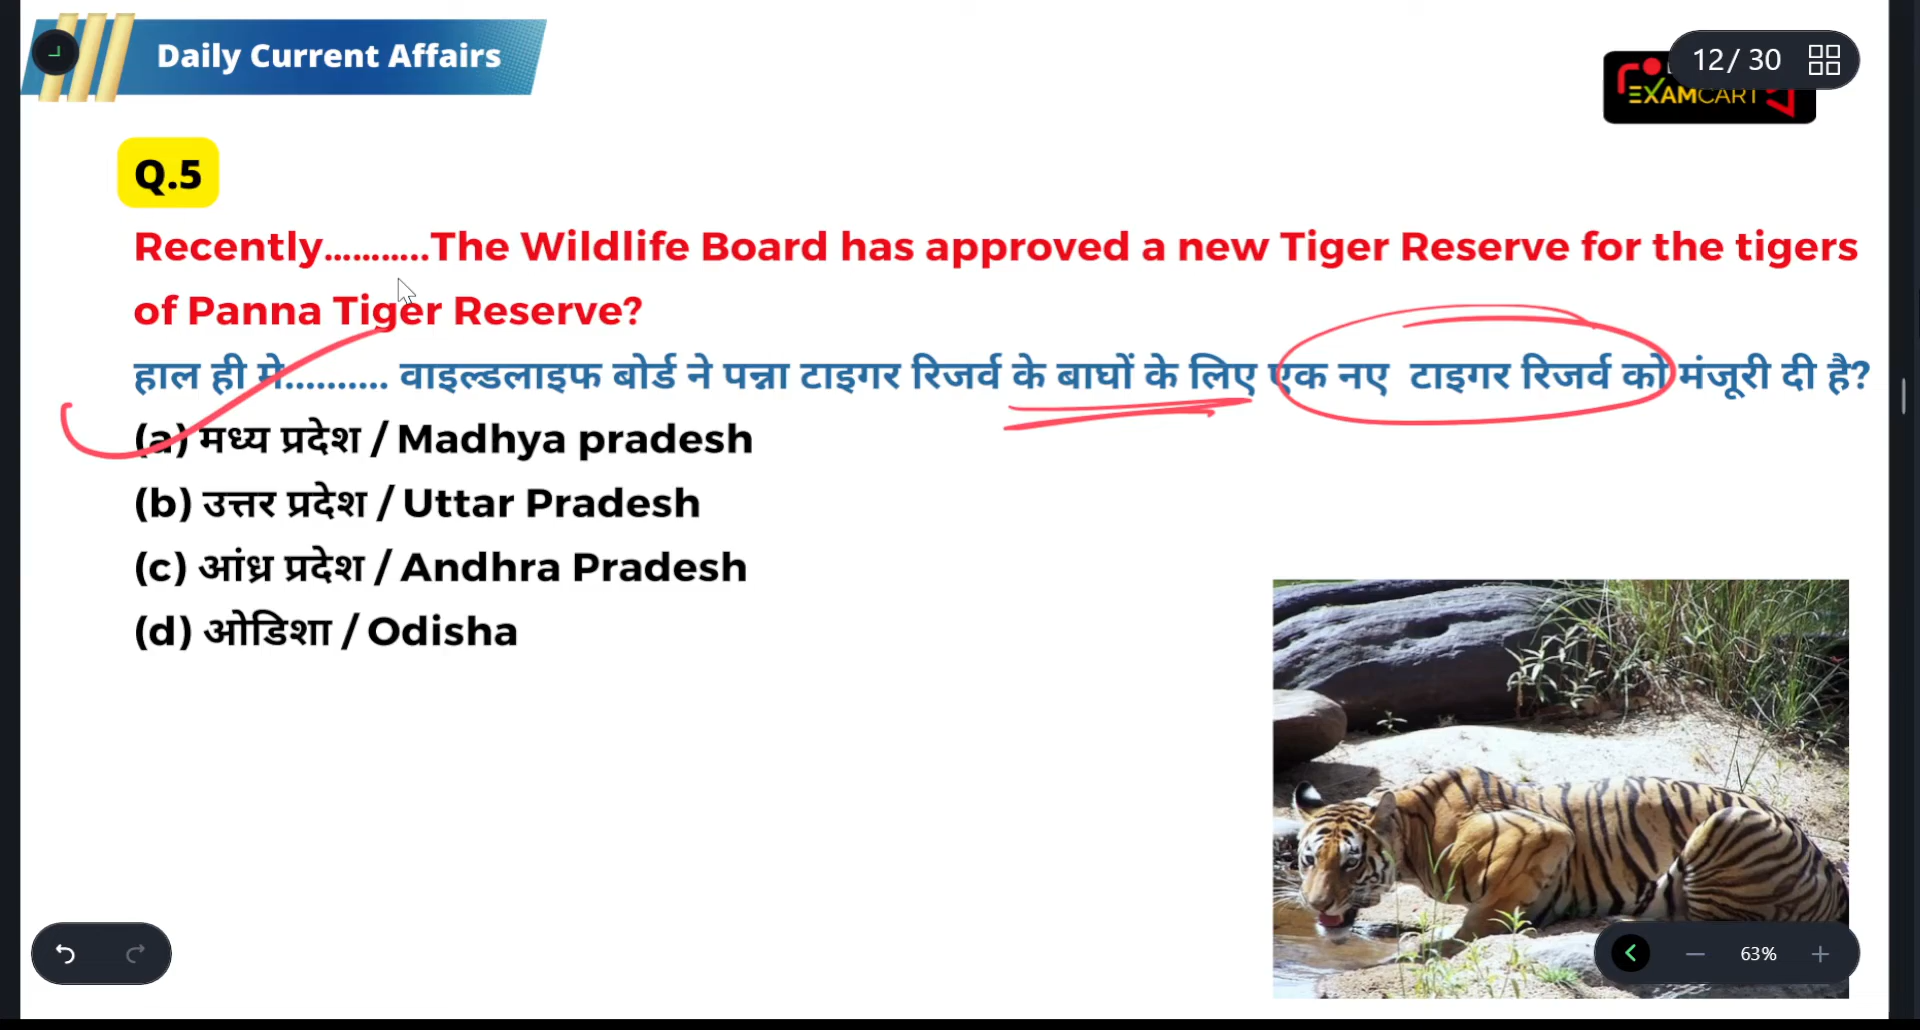 Daily Current Affairs
12/ 30
EXAMCART
Q.5
Recently...........The Wildlife Board has approved a new Tiger Reserve for the tigers
of Panna Tiger Reserve?
हाल ही मे.......... वाइल्डलाइफ बोर्ड ने पन्ना टाइगर रिजर्व के बाघों के लिए एक नए टाइगर रिजर्व को मंजूरी दी है?
(a) मध्य प्रदेश / Madhya pradesh
(b) उत्तर प्रदेश / Uttar Pradesh
(c) आंध्र प्रदेश / Andhra Pradesh
(d) ओडिशा / Odisha
63%